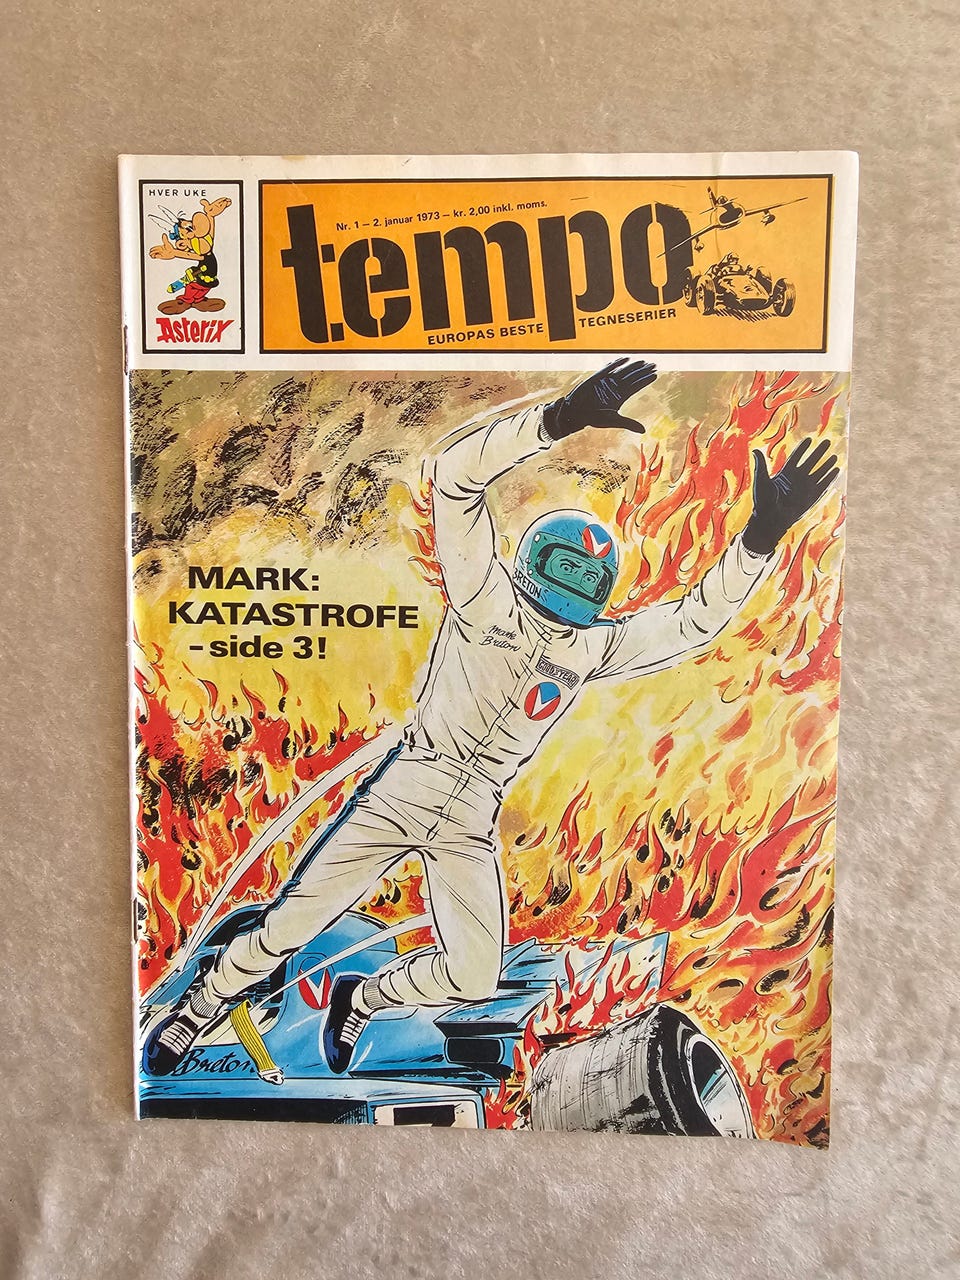 HVER UKE
Asterix
Nr. 1 – 2. januar 1973 – kr. 2,00 inkl. moms.
tempo
EUROPAS BESTE TEGNESERIER
MARK:
KATASTROFE
– side 3!
BRETON
Mark
Breton
GOODYEAR
Breton